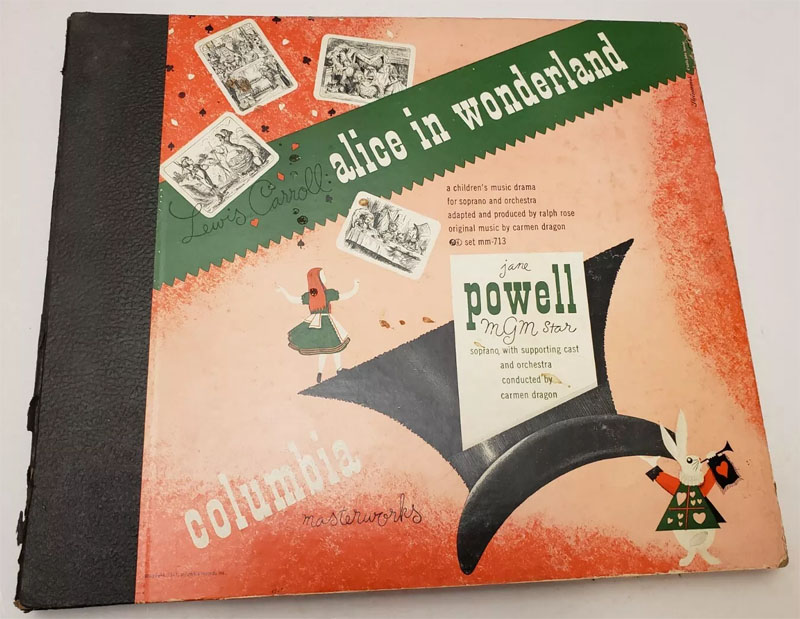 Lewis Carroll:
alice in wonderland
a children's music drama
for soprano and orchestra
adapted and produced by ralph rose
original music by carmen dragon
set mm-713
jane
powell
MGM Star
soprano, with supporting cast
and orchestra
conducted by
carmen dragon
columbia
masterworks